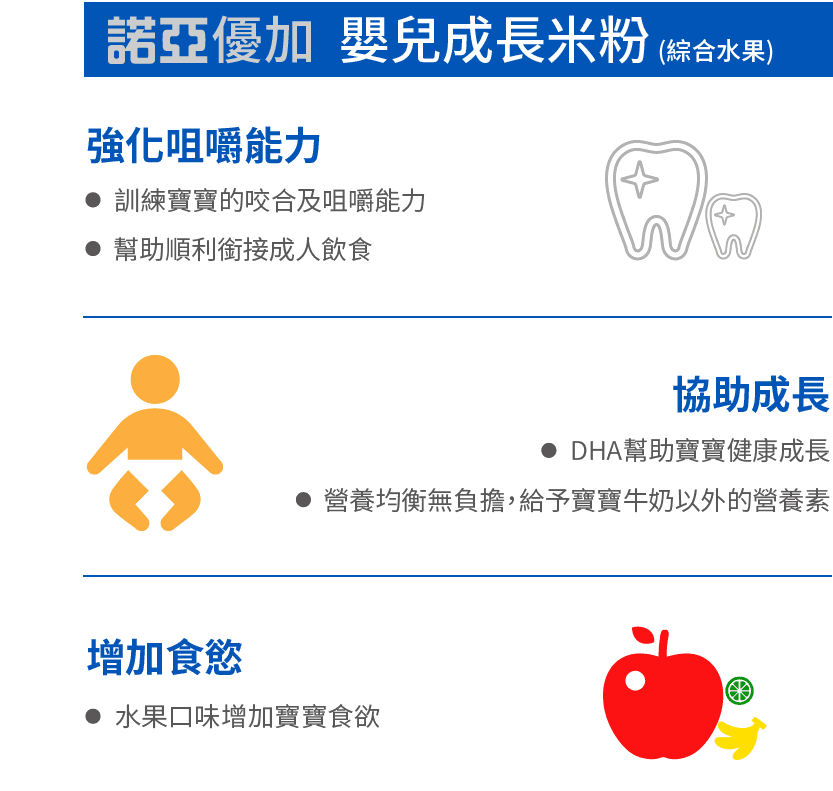 諾亞優加 嬰兒成長米粉 (綜合水果)
強化咀嚼能力
● 訓練寶寶的咬合及咀嚼能力
● 幫助順利銜接成人飲食
協助成長
● DHA幫助寶寶健康成長
● 營養均衡無負擔，給予寶寶牛奶以外的營養素
增加食慾
● 水果口味增加寶寶食欲